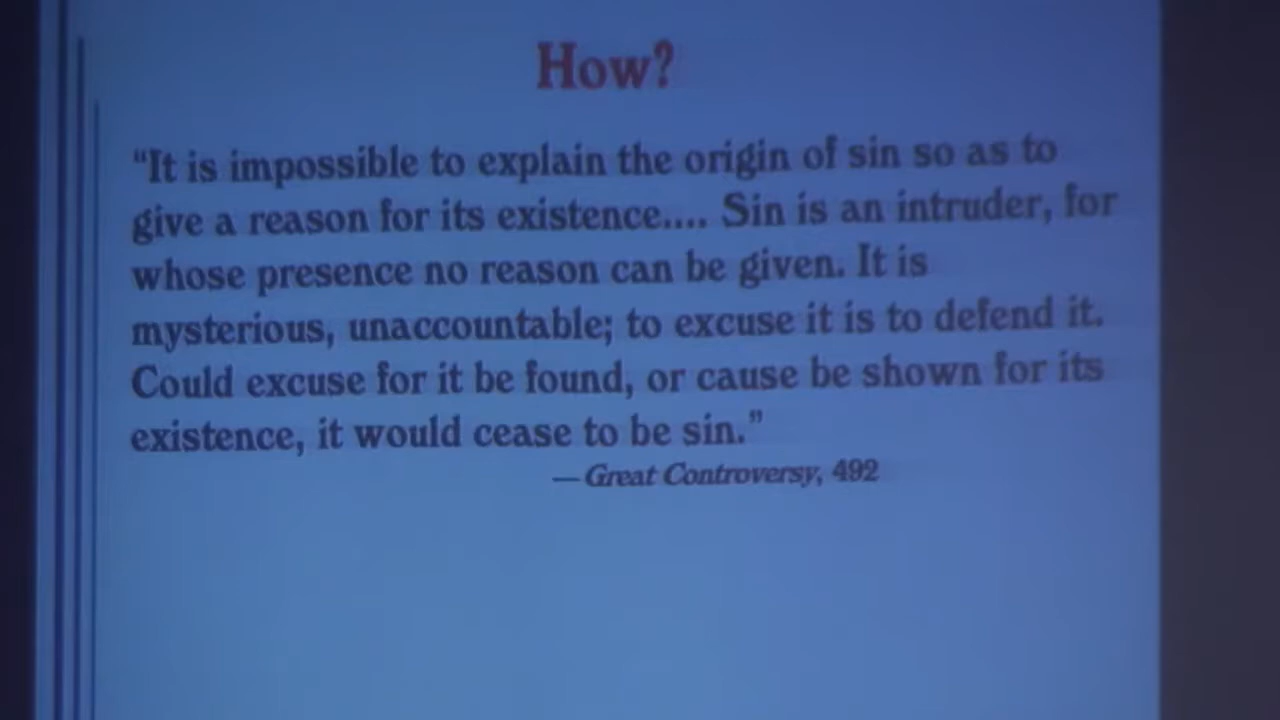 How?
“It is impossible to explain the origin of sin so as to
give a reason for its existence.... Sin is an intruder, for
whose presence no reason can be given. It is
mysterious, unaccountable; to excuse it is to defend it.
Could excuse for it be found, or cause be shown for its
existence, it would cease to be sin.”
—Great Controversy, 492